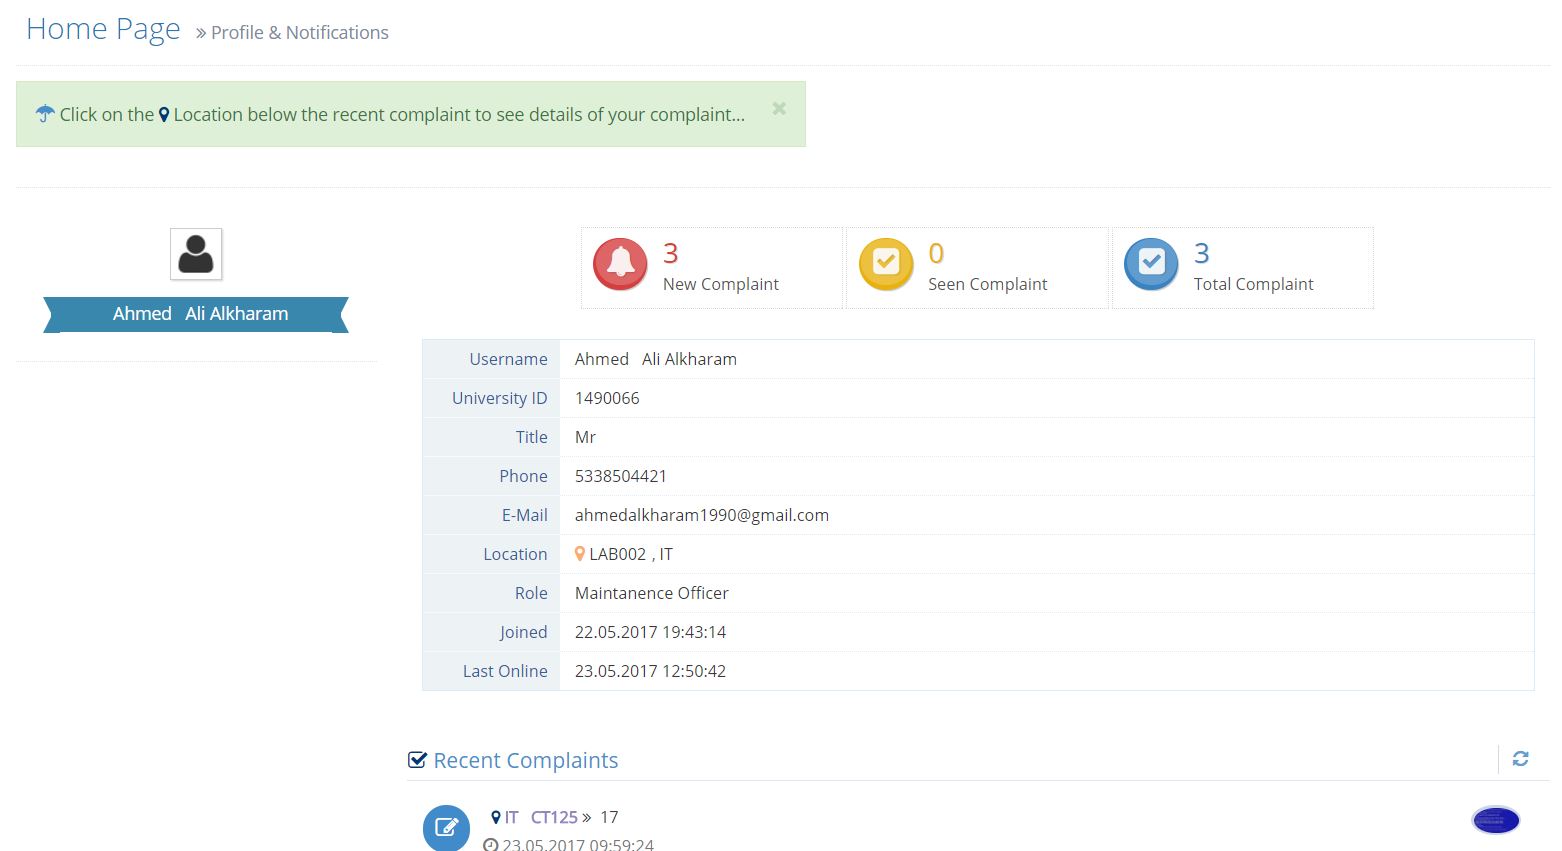 Home Page » Profile & Notifications
Click on the Location below the recent complaint to see details of your complaint... ×
Ahmed Ali Alkharam
3
New Complaint
0
Seen Complaint
3
Total Complaint
Username Ahmed Ali Alkharam
University ID 1490066
Title Mr
Phone 5338504421
E-Mail ahmedalkharam1990@gmail.com
Location LAB002 , IT
Role Maintanence Officer
Joined 22.05.2017 19:43:14
Last Online 23.05.2017 12:50:42
Recent Complaints
IT CT125 » 17
23.05.2017 09:59:24